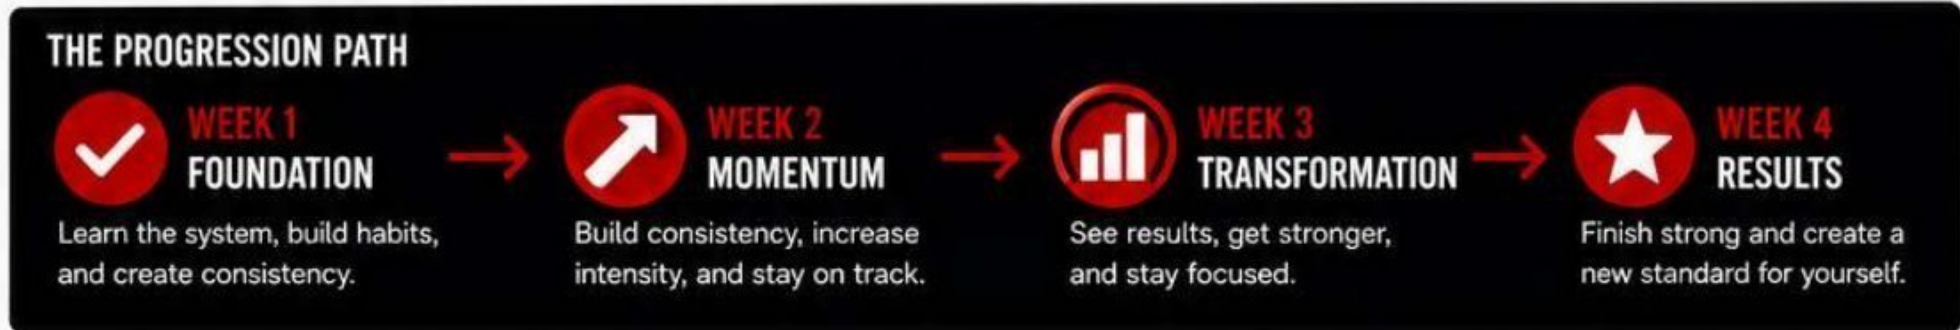 THE PROGRESSION PATH
WEEK 1
FOUNDATION
Learn the system, build habits,
and create consistency.
WEEK 2
MOMENTUM
Build consistency, increase
intensity, and stay on track.
WEEK 3
TRANSFORMATION
See results, get stronger,
and stay focused.
WEEK 4
RESULTS
Finish strong and create a
new standard for yourself.